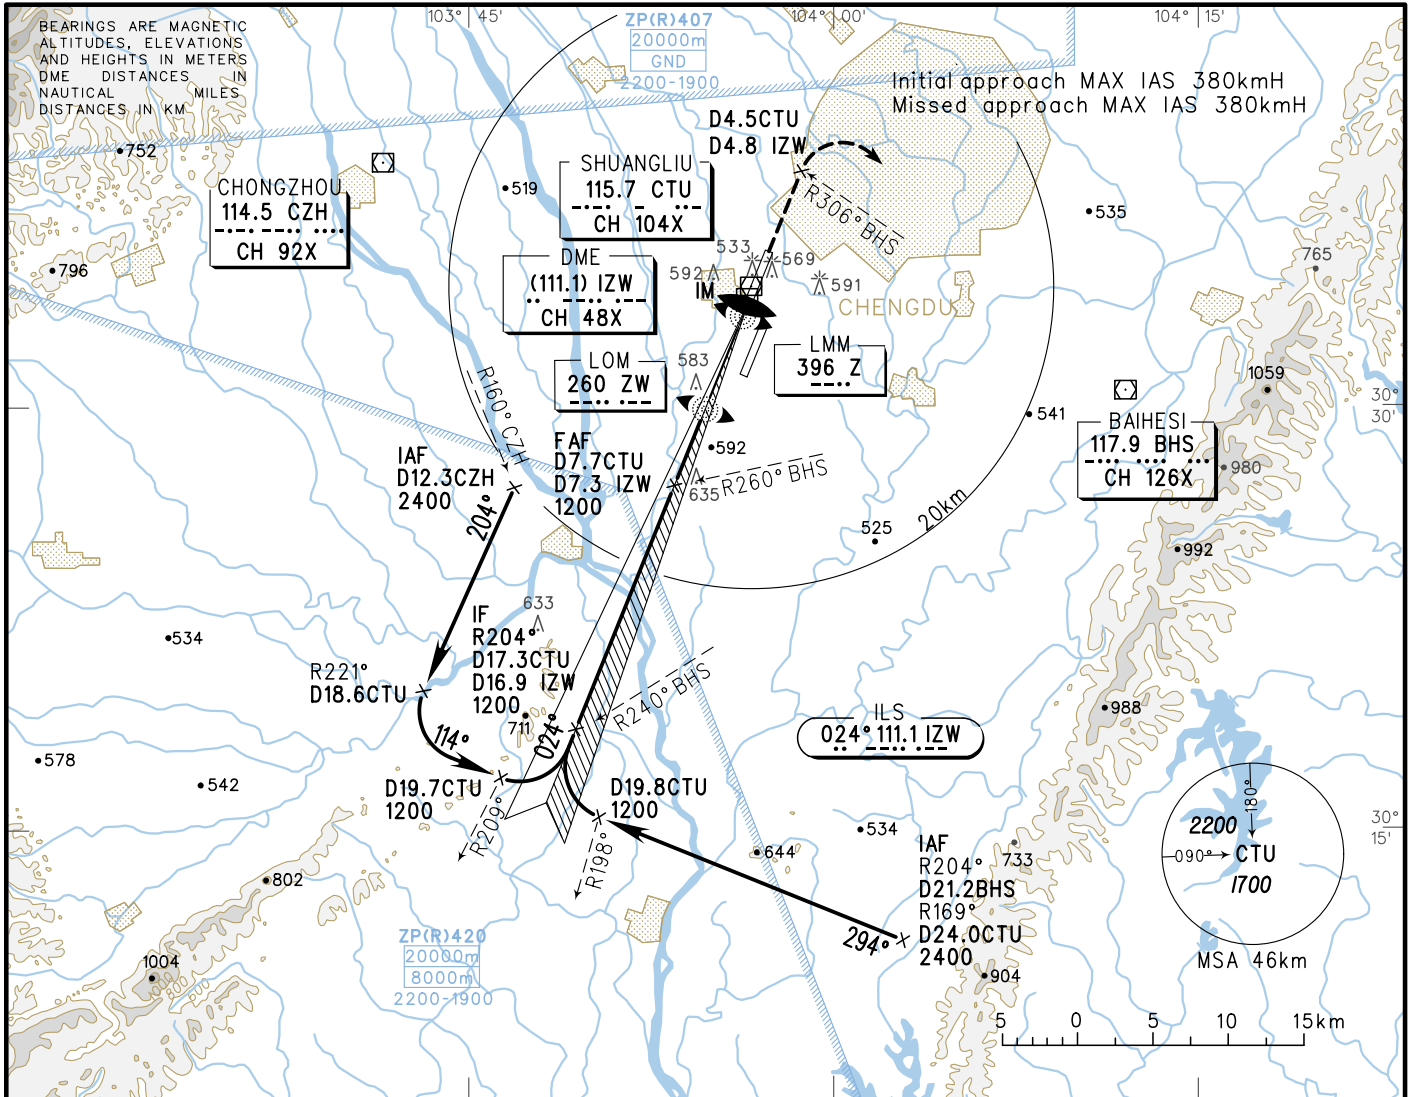 BEARINGS ARE MAGNETIC
ALTITUDES, ELEVATIONS
AND HEIGHTS IN METERS
DME DISTANCES IN
NAUTICAL MILES
DISTANCES IN KM
103°45'
ZP(R)407
20000m
GND
2200-1900
104°00'
104°15'
Initial approach MAX IAS 380kmH
Missed approach MAX IAS 380kmH
D4.5CTU
D4.8 IZW
R306° BHS
752
519
535
765
796
CHONGZHOU
114.5 CZH
CH 92X
SHUANGLIU
115.7 CTU
CH 104X
DME
(111.1) IZW
CH 48X
533
569
592
591
IM
CHENGDU
LOM
260 ZW
583
LMM
396 Z
1059
30°
30'
541
BAIHESI
117.9 BHS
CH 126X
980
R160° CZH
IAF
D12.3CZH
2400
204°
FAF
D7.7CTU
D7.3 IZW
1200
592
635
R260° BHS
20km
525
992
633
534
IF
R204°
D17.3CTU
D16.9 IZW
1200
711
R221°
D18.6CTU
R240° BHS
024°
114°
988
ILS
024° 111.1 IZW
578
542
D19.7CTU
1200
R209°
D19.8CTU
1200
R198°
534
644
733
30°
15'
180°
2200
090°
CTU
1700
MSA 46km
802
IAF
R204°
D21.2BHS
R169°
D24.0CTU
2400
294°
904
1004
ZP(R)420
20000m
8000m
2200-1900
5 0 5 10 15km